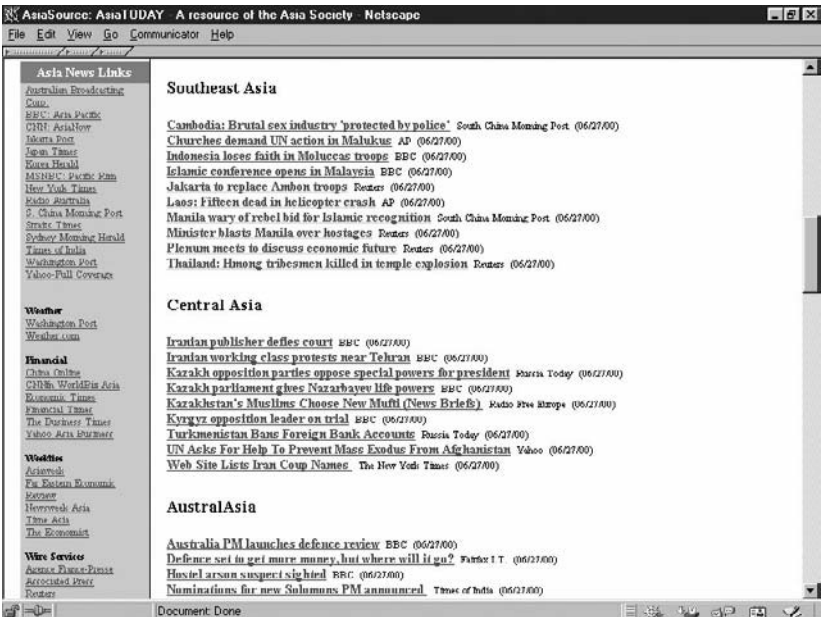 AsiaSource: AsiaTODAY - A resource of the Asia Society - Netscape
File Edit View Go Communicator Help
Asia News Links
Australian Broadcasting
Corp.
BBC: Asia Pacific
CNN: AsiaNow
Jakarta Post
Japan Times
Korea Herald
MSNBC: Pacific Rim
New York Times
Radio Australia
S. China Morning Post
Straits Times
Sydney Morning Herald
Times of India
Washington Post
Yahoo-Full Coverage
Weather
Washington Post
Weather.com
Financial
China Online
CNNfn WorldBiz Asia
Economic Times
Financial Times
The Business Times
Yahoo Asia Business
Weeklies
Asiaweek
Far Eastern Economic
Review
Newsweek Asia
Time Asia
The Economist
Wire Services
Agence France-Presse
Associated Press
Reuters
Southeast Asia
Cambodia: Brutal sex industry 'protected by police' South China Morning Post (06/27/00)
Churches demand UN action in Malukus AP (06/27/00)
Indonesia loses faith in Moluccas troops BBC (06/27/00)
Islamic conference opens in Malaysia BBC (06/27/00)
Jakarta to replace Ambon troops Reuters (06/27/00)
Laos: Fifteen dead in helicopter crash AP (06/27/00)
Manila wary of rebel bid for Islamic recognition South China Morning Post (06/27/00)
Minister blasts Manila over hostages Reuters (06/27/00)
Plenum meets to discuss economic future Reuters (06/27/00)
Thailand: Hmong tribesmen killed in temple explosion Reuters (06/27/00)
Central Asia
Iranian publisher defies court BBC (06/27/00)
Iranian working class protests near Tehran BBC (06/27/00)
Kazakh opposition parties oppose special powers for president Russia Today (06/27/00)
Kazakh parliament gives Nazarbayev life powers BBC (06/27/00)
Kazakhstan's Muslims Choose New Mufti (News Briefs) Radio Free Europe (06/27/00)
Kyrgyz opposition leader on trial BBC (06/27/00)
Turkmenistan Bans Foreign Bank Accounts Russia Today (06/27/00)
UN Asks For Help To Prevent Mass Exodus From Afghanistan Yahoo (06/27/00)
Web Site Lists Iran Coup Names The New York Times (06/27/00)
AustralAsia
Australia PM launches defence review BBC (06/27/00)
Defence set to get more money, but where will it go? Fairfax I.T. (06/27/00)
Hostel arson suspect sighted BBC (06/27/00)
Nominations for new Solomons PM announced Times of India (06/27/00)
Document: Done